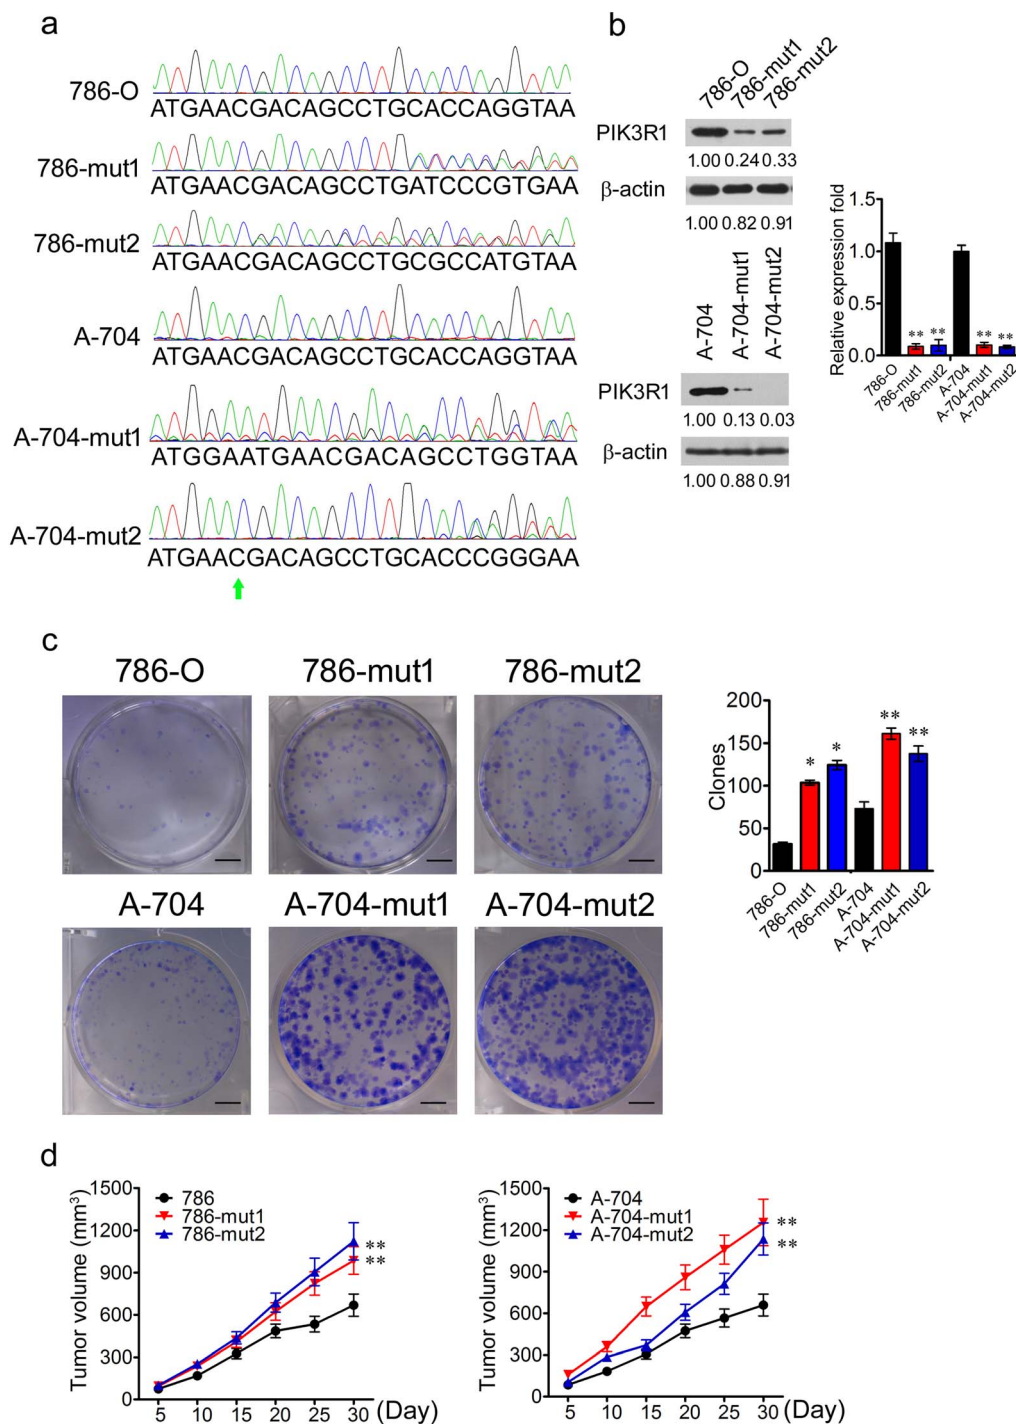 a
786-O
ATGAACGACAGCCTGCACCAGGTAA
786-mut1
ATGAACGACAGCCTGATCCCGTGAA
786-mut2
ATGAACGACAGCCTGCGCCATGTAA
A-704
ATGAACGACAGCCTGCACCAGGTAA
A-704-mut1
ATGGAATGAACGACAGCCTGGTAA
A-704-mut2
ATGAACGACAGCCTGCACCCGGGAA
b
786-O 786-mut1 786-mut2
PIK3R1
1.00 0.24 0.33
β-actin
1.00 0.82 0.91
A-704 A-704-mut1 A-704-mut2
PIK3R1
1.00 0.13 0.03
β-actin
1.00 0.88 0.91
Relative expression fold
1.5
1.0
0.5
0.0
** ** ** **
786-O 786-mut1 786-mut2 A-704 A-704-mut1 A-704-mut2
c
786-O 786-mut1 786-mut2
A-704 A-704-mut1 A-704-mut2
Clones
200
150
100
50
0
* * ** **
786-O 786-mut1 786-mut2 A-704 A-704-mut1 A-704-mut2
d
Tumor volume (mm³)
1500
1200
900
600
300
0
786
786-mut1
786-mut2
**
**
5 10 15 20 25 30 (Day)
Tumor volume (mm³)
1500
1200
900
600
300
0
A-704
A-704-mut1
A-704-mut2
**
**
5 10 15 20 25 30 (Day)